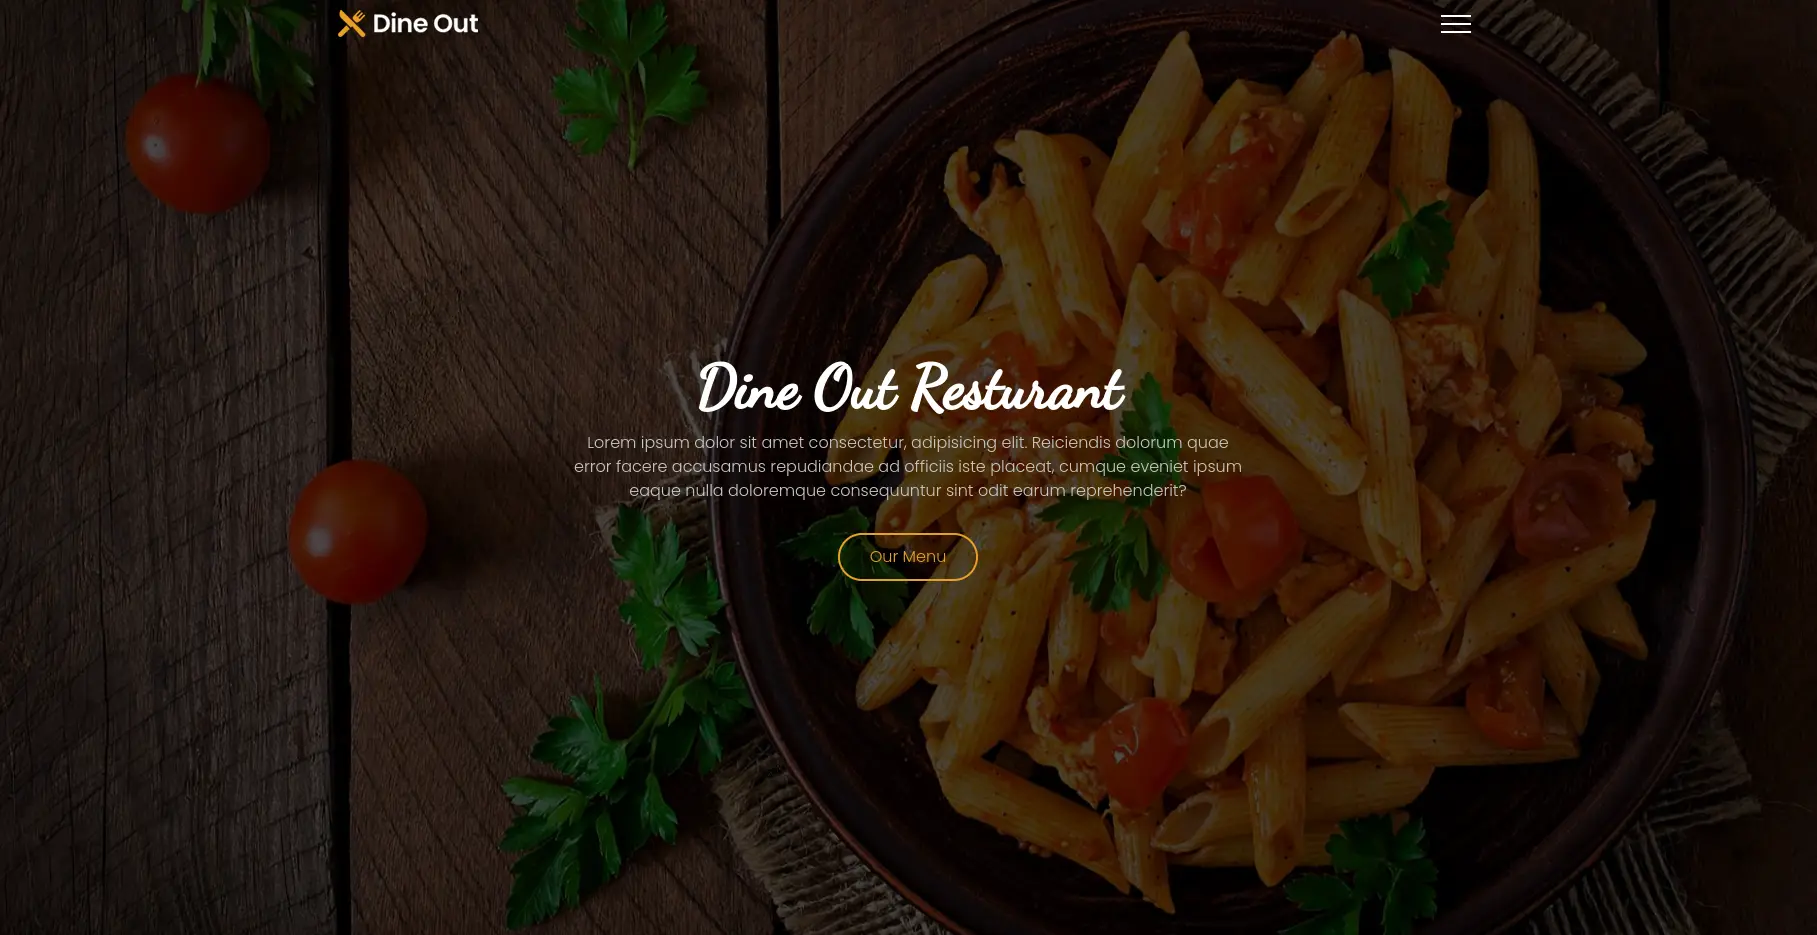 Dine Out
Dine Out Resturant
Lorem ipsum dolor sit amet consectetur, adipisicing elit. Reiciendis dolorum quae
error facere accusamus repudiandae ad officiis iste placeat, cumque eveniet ipsum
eaque nulla doloremque consequuntur sint odit earum reprehenderit?
Our Menu